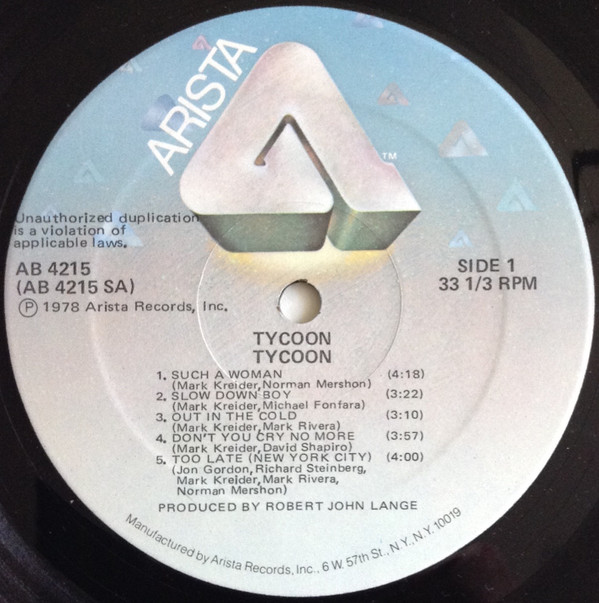 ARISTA
TM
Unauthorized duplication
is a violation of
applicable laws.
AB 4215
(AB 4215 SA)
Ⓟ 1978 Arista Records, Inc.
SIDE 1
33 1/3 RPM
TYCOON
TYCOON
1. SUCH A WOMAN (4:18)
(Mark Kreider, Norman Mershon)
2. SLOW DOWN BOY (3:22)
(Mark Kreider, Michael Fonfara)
3. OUT IN THE COLD (3:10)
(Mark Kreider, Mark Rivera)
4. DON'T YOU CRY NO MORE (3:57)
(Mark Kreider, David Shapiro)
5. TOO LATE (NEW YORK CITY) (4:00)
(Jon Gordon, Richard Steinberg,
Mark Kreider, Mark Rivera,
Norman Mershon)
PRODUCED BY ROBERT JOHN LANGE
Manufactured by Arista Records, Inc., 6 W. 57th St., N.Y., N.Y. 10019